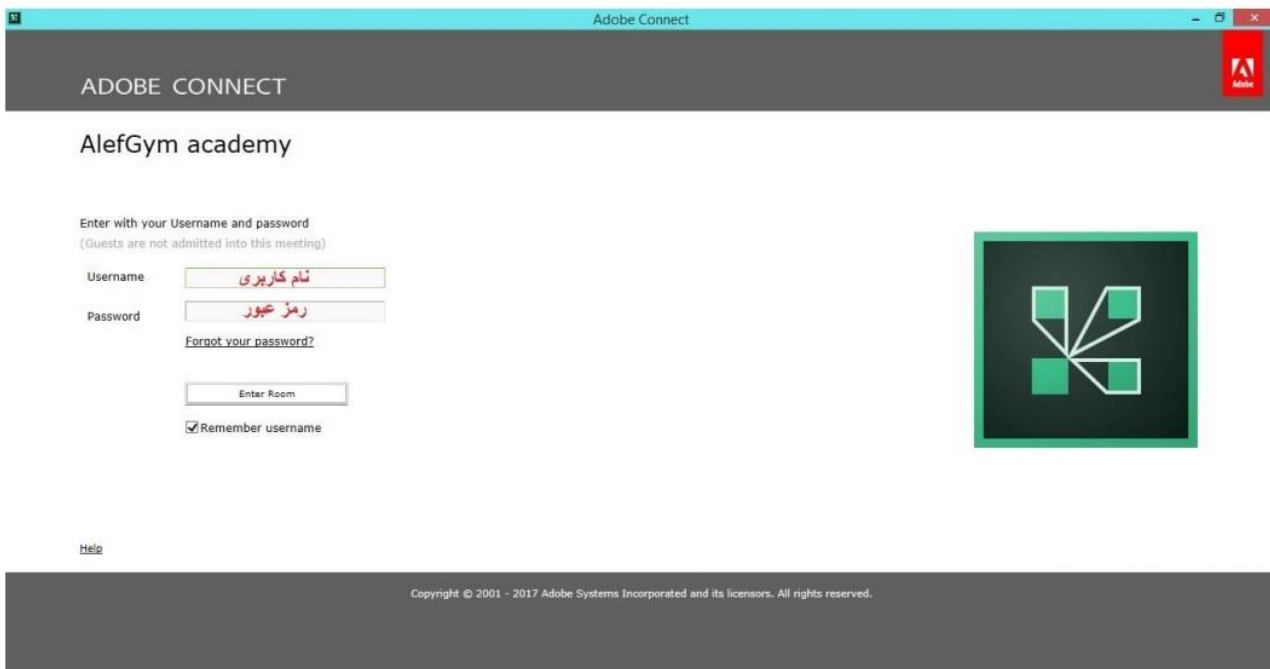 Adobe Connect
ADOBE CONNECT
Adobe
AlefGym academy
Enter with your Username and password
(Guests are not admitted into this meeting)
Username نام کاربری
Password رمز عبور
Forgot your password?
Enter Room
Remember username
Help
Copyright © 2001 - 2017 Adobe Systems Incorporated and its licensors. All rights reserved.